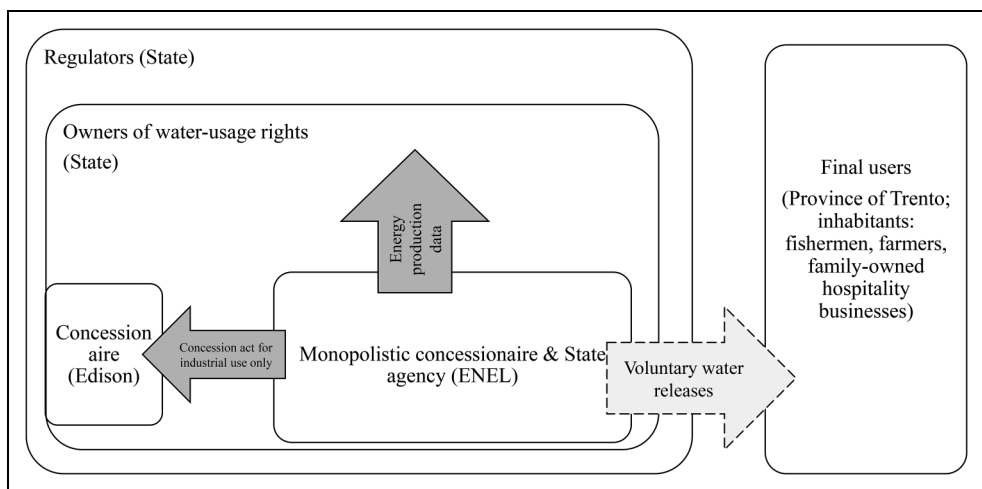 Regulators (State)
Owners of water-usage rights
(State)
Energy
production
data
Concession
aire
(Edison)
Concession act for
industrial use only
Monopolistic concessionaire & State
agency (ENEL)
Voluntary water
releases
Final users
(Province of Trento;
inhabitants:
fishermen, farmers,
family-owned
hospitality
businesses)